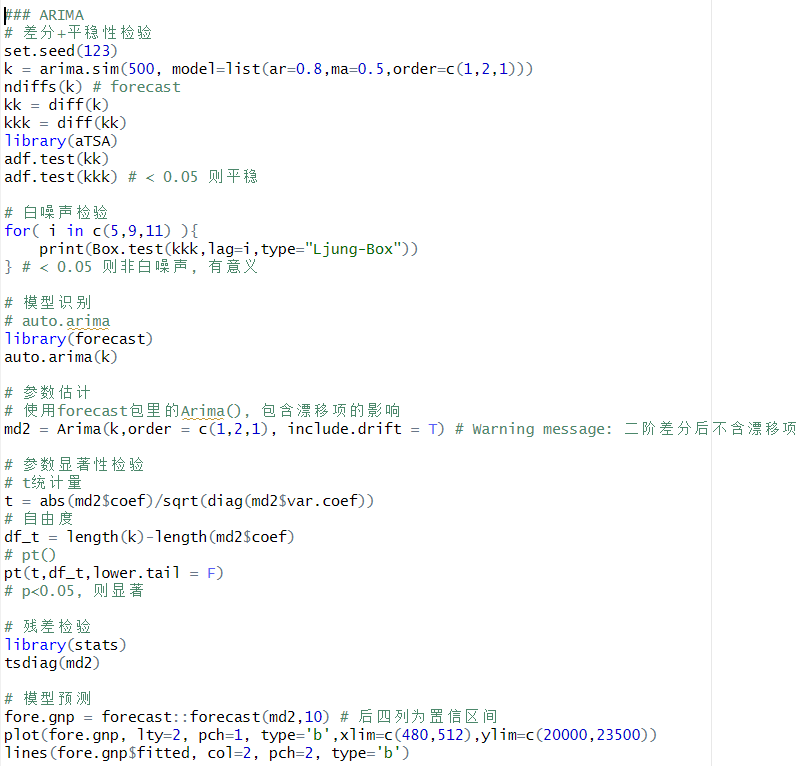 ### ARIMA
# 差分+平稳性检验
set.seed(123)
k = arima.sim(500, model=list(ar=0.8,ma=0.5,order=c(1,2,1)))
ndiffs(k) # forecast
kk = diff(k)
kkk = diff(kk)
library(aTSA)
adf.test(kk)
adf.test(kkk) # < 0.05 则平稳
# 白噪声检验
for( i in c(5,9,11) ){
    print(Box.test(kkk,lag=i,type="Ljung-Box"))
} # < 0.05 则非白噪声, 有意义
# 模型识别
# auto.arima
library(forecast)
auto.arima(k)
# 参数估计
# 使用forecast包里的Arima(), 包含漂移项的影响
md2 = Arima(k,order = c(1,2,1), include.drift = T) # Warning message: 二阶差分后不含漂移项
# 参数显著性检验
# t统计量
t = abs(md2$coef)/sqrt(diag(md2$var.coef))
# 自由度
df_t = length(k)-length(md2$coef)
# pt()
pt(t,df_t,lower.tail = F)
# p<0.05, 则显著
# 残差检验
library(stats)
tsdiag(md2)
# 模型预测
fore.gnp = forecast::forecast(md2,10) # 后四列为置信区间
plot(fore.gnp, lty=2, pch=1, type='b',xlim=c(480,512),ylim=c(20000,23500))
lines(fore.gnp$fitted, col=2, pch=2, type='b')